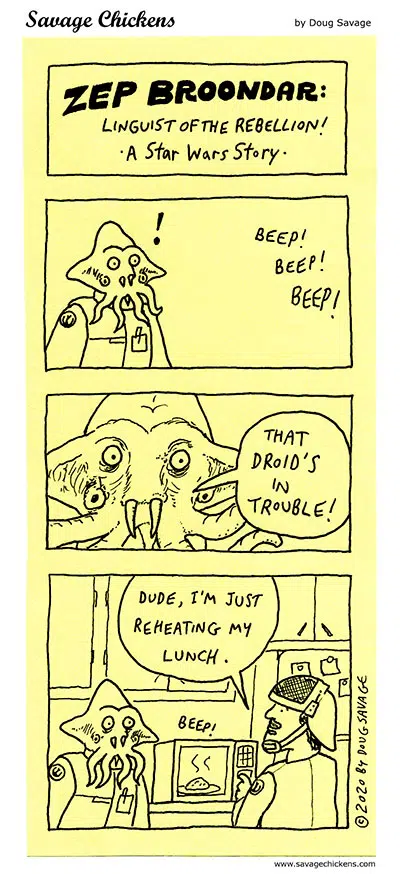 Savage Chickens
by Doug Savage
ZEP BROONDAR:
LINGUIST OF THE REBELLION!
· A Star Wars Story ·
!
BEEP!
BEEP!
BEEP!
THAT
DROID'S
IN
TROUBLE!
DUDE, I'M JUST
REHEATING MY
LUNCH.
BEEP!
© 2020 BY DOUG SAVAGE
www.savagechickens.com